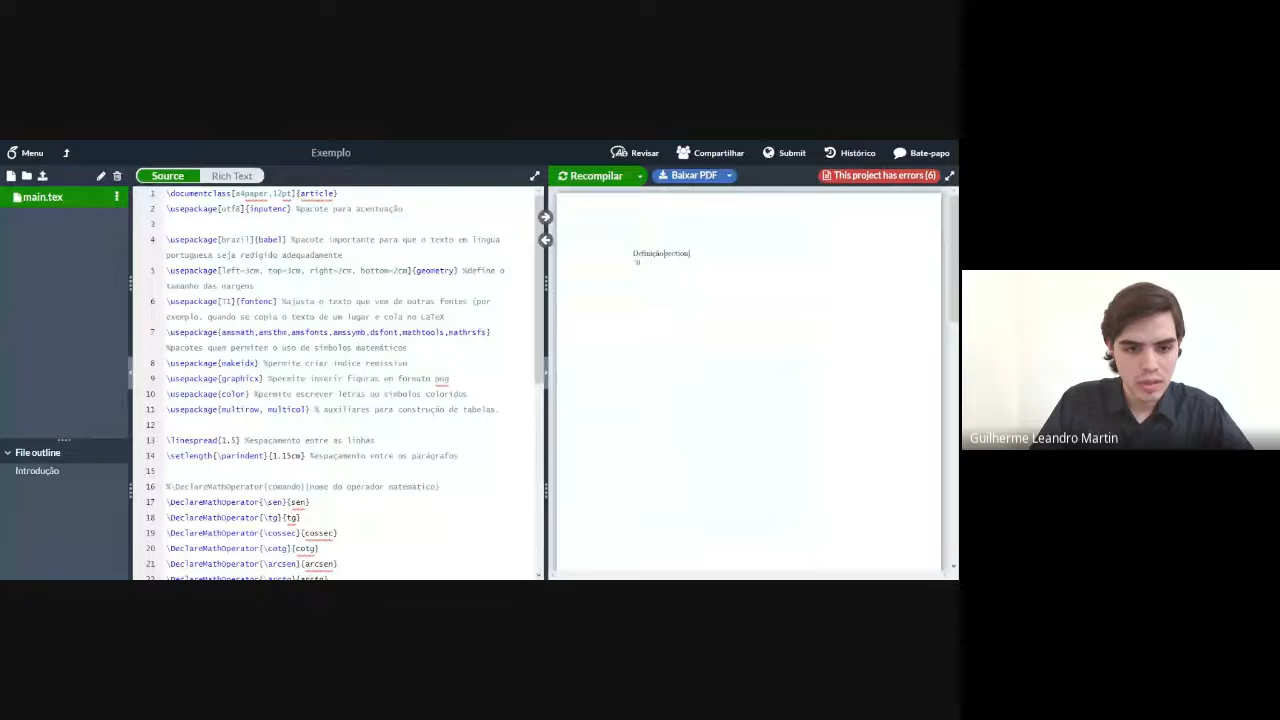 Menu
Exemplo
Revisar
Compartilhar
Submit
Histórico
Bate-papo
Source
Rich Text
Recompilar
Baixar PDF
This project has errors (6)
main.tex
File outline
Introdução
1 \documentclass[a4paper,12pt]{article}
2 \usepackage[utf8]{inputenc} %pacote para acentuação
3
4 \usepackage[brazil]{babel} %pacote importante para que o texto em língua
portuguesa seja redigido adequadamente
5 \usepackage[left=3cm, top=3cm, right=2cm, bottom=2cm]{geometry} %define o
tamanho das margens
6 \usepackage[T1]{fontenc} %ajusta o texto que vem de outras fontes (por
exemplo, quando se copia o texto de um lugar e cola no LaTeX
7 \usepackage{amsmath,amsthm,amsfonts,amssymb,dsfont,mathtools,mathrsfs}
%pacotes quem permitem o uso de símbolos matemáticos
8 \usepackage{makeidx} %permite criar índice remissivo
9 \usepackage{graphicx} %permite inserir figuras em formato png
10 \usepackage{color} %permite escrever letras ou símbolos coloridos
11 \usepackage{multirow, multicol} % auxiliares para construção de tabelas.
12
13 \linespread{1.5} %espaçamento entre as linhas
14 \setlength{\parindent}{1.15cm} %espaçamento entre os parágrafos
15
16 %\DeclareMathOperator{comando}{nome do operador matemático}
17 \DeclareMathOperator{\sen}{sen}
18 \DeclareMathOperator{\tg}{tg}
19 \DeclareMathOperator{\cossec}{cossec}
20 \DeclareMathOperator{\cotg}{cotg}
21 \DeclareMathOperator{\arcsen}{arcsen}
22 \DeclareMathOperator{\arctg}{arctg}
Definição[section]
Guilherme Leandro Martin